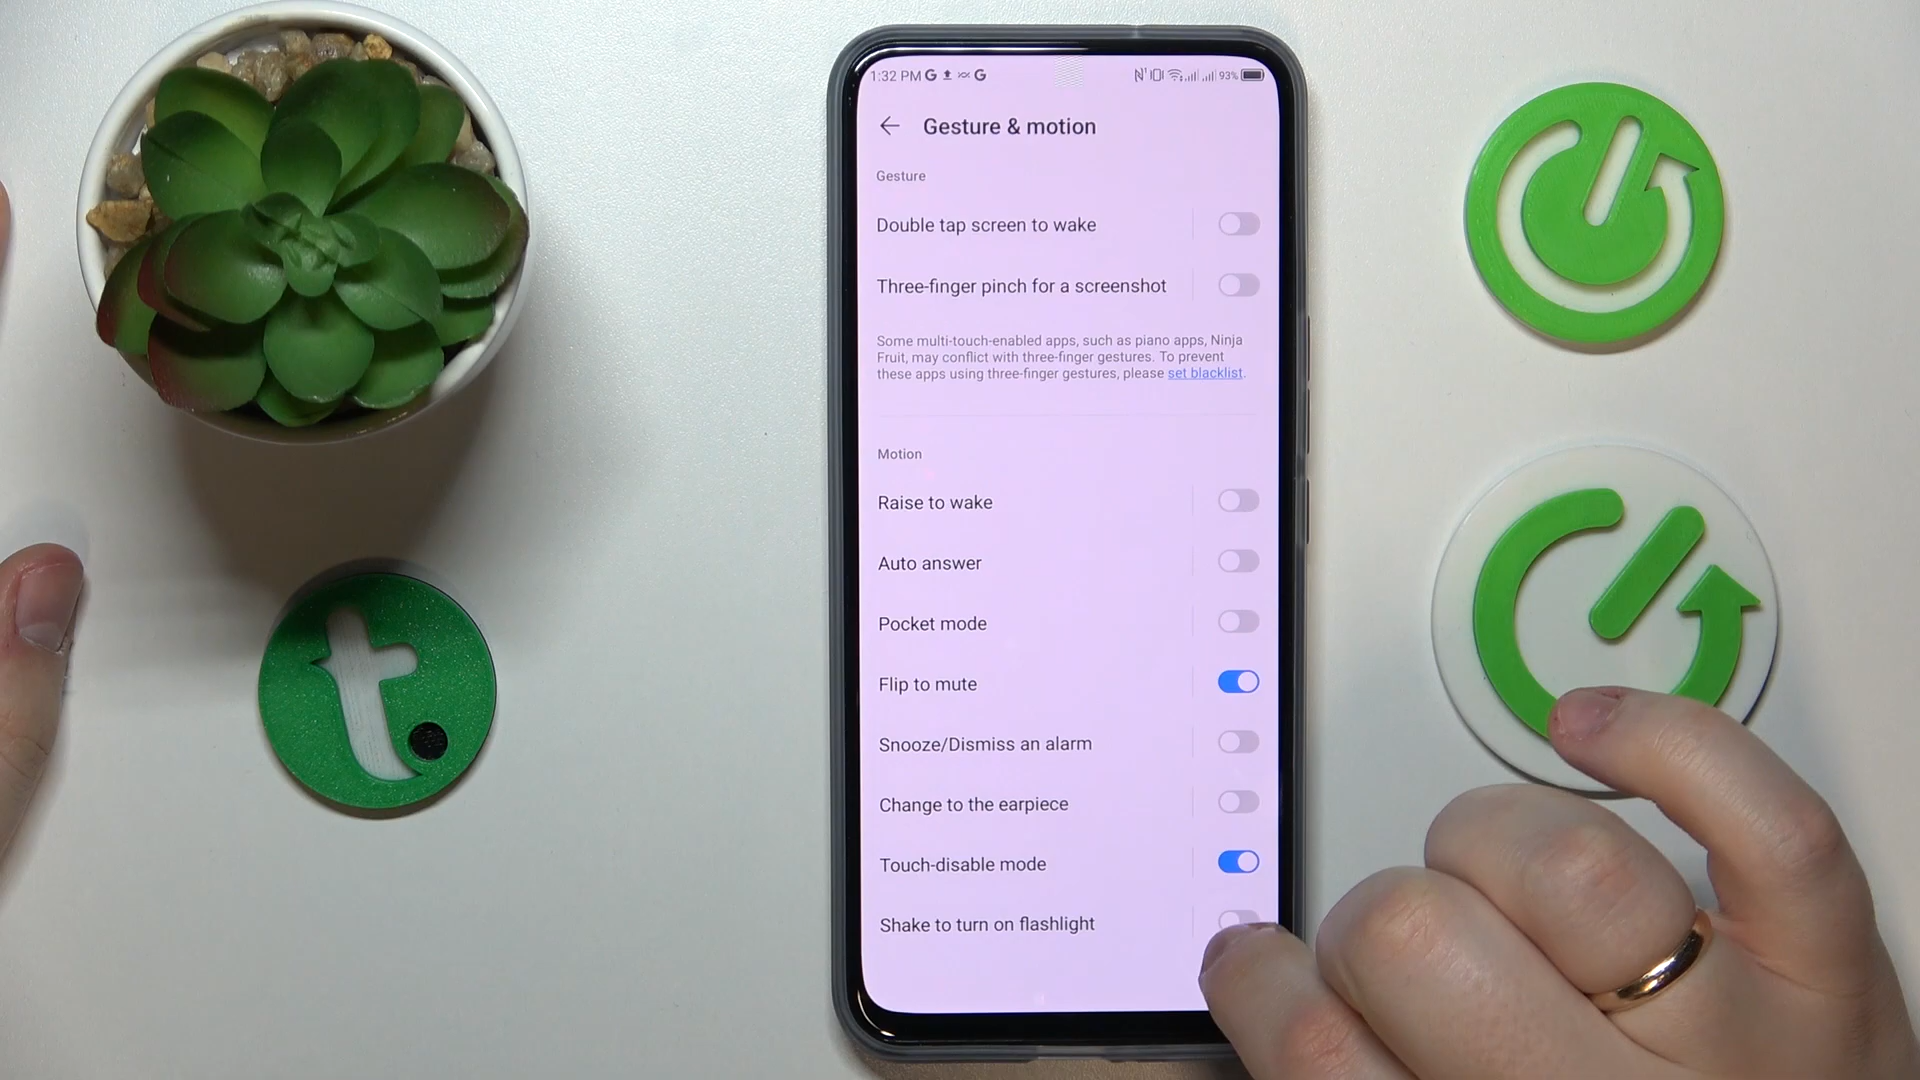 1:32 PM G G 93%
Gesture & motion
Gesture
Double tap screen to wake
Three-finger pinch for a screenshot
Some multi-touch-enabled apps, such as piano apps, Ninja
Fruit, may conflict with three-finger gestures. To prevent
these apps using three-finger gestures, please set blacklist.
Motion
Raise to wake
Auto answer
Pocket mode
Flip to mute
Snooze/Dismiss an alarm
Change to the earpiece
Touch-disable mode
Shake to turn on flashlight
t.